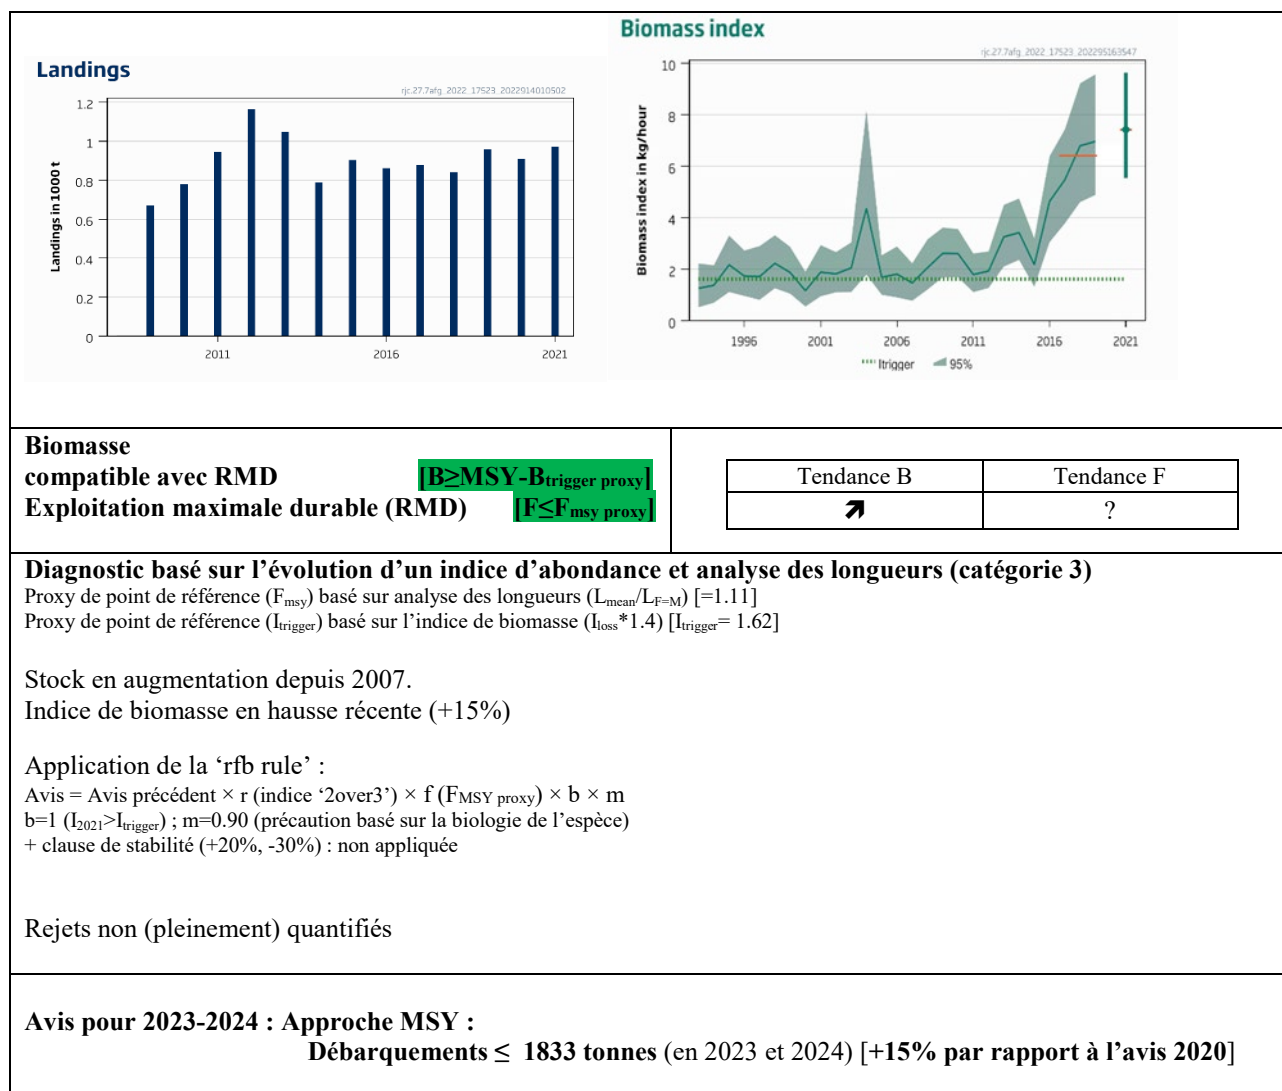 Landings
rjc.27.7afg_2022_17523_2022914010502
Landings in 1000 t
1.2
1
0.8
0.6
0.4
0.2
0
2011
2016
2021
Biomass index
rjc.27.7afg_2022_17523_202295163547
Biomass index in kg/hour
10
8
6
4
2
0
1996
2001
2006
2011
2016
2021
Itrigger
95%
Biomasse
compatible avec RMD [B≥MSY-Btrigger proxy]
Exploitation maximale durable (RMD) [F≤Fmsy proxy]
Tendance B Tendance F
↗ ?
Diagnostic basé sur l’évolution d’un indice d’abondance et analyse des longueurs (catégorie 3)
Proxy de point de référence (Fmsy) basé sur analyse des longueurs (Lmean/LF=M) [=1.11]
Proxy de point de référence (Itrigger) basé sur l’indice de biomasse (Iloss*1.4) [Itrigger= 1.62]
Stock en augmentation depuis 2007.
Indice de biomasse en hausse récente (+15%)
Application de la ‘rfb rule’ :
Avis = Avis précédent × r (indice ‘2over3’) × f (FMSY proxy) × b × m
b=1 (I2021>Itrigger) ; m=0.90 (précaution basé sur la biologie de l’espèce)
+ clause de stabilité (+20%, -30%) : non appliquée
Rejets non (pleinement) quantifiés
Avis pour 2023-2024 : Approche MSY :
Débarquements ≤ 1833 tonnes (en 2023 et 2024) [+15% par rapport à l’avis 2020]